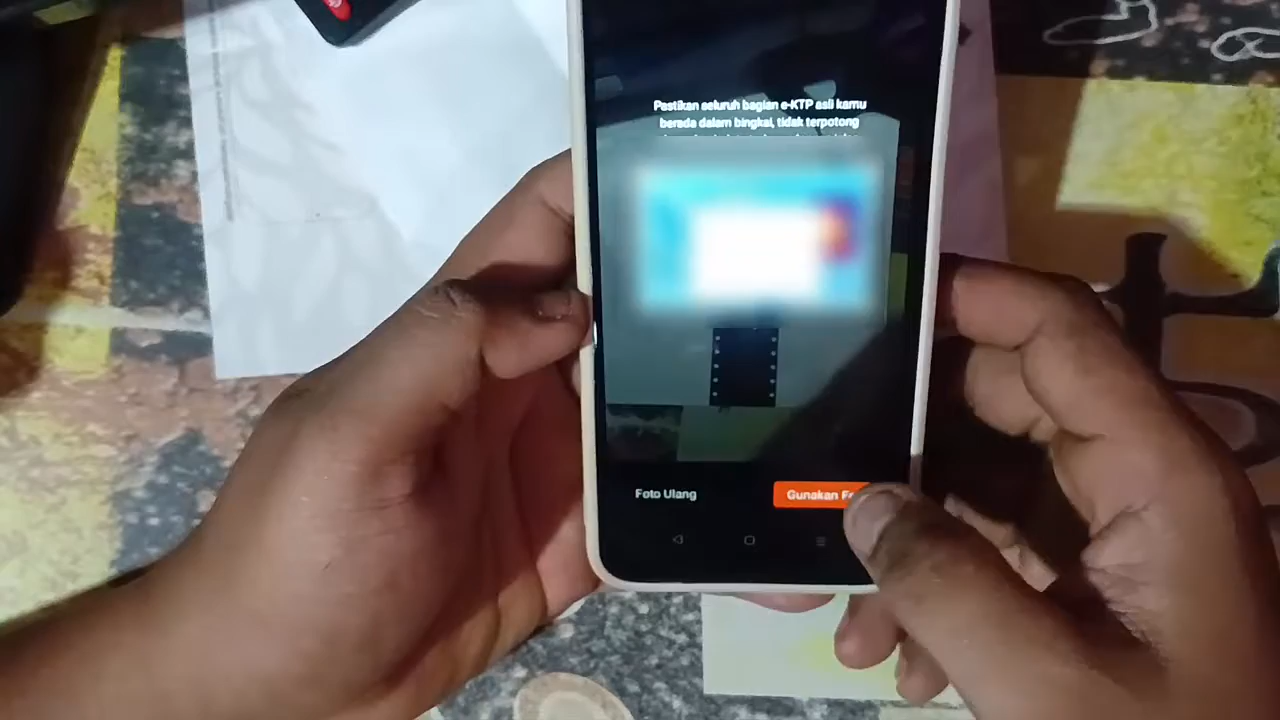 Pastikan seluruh bagian e-KTP asli kamu
berada dalam bingkai, tidak terpotong
Foto Ulang
Gunakan